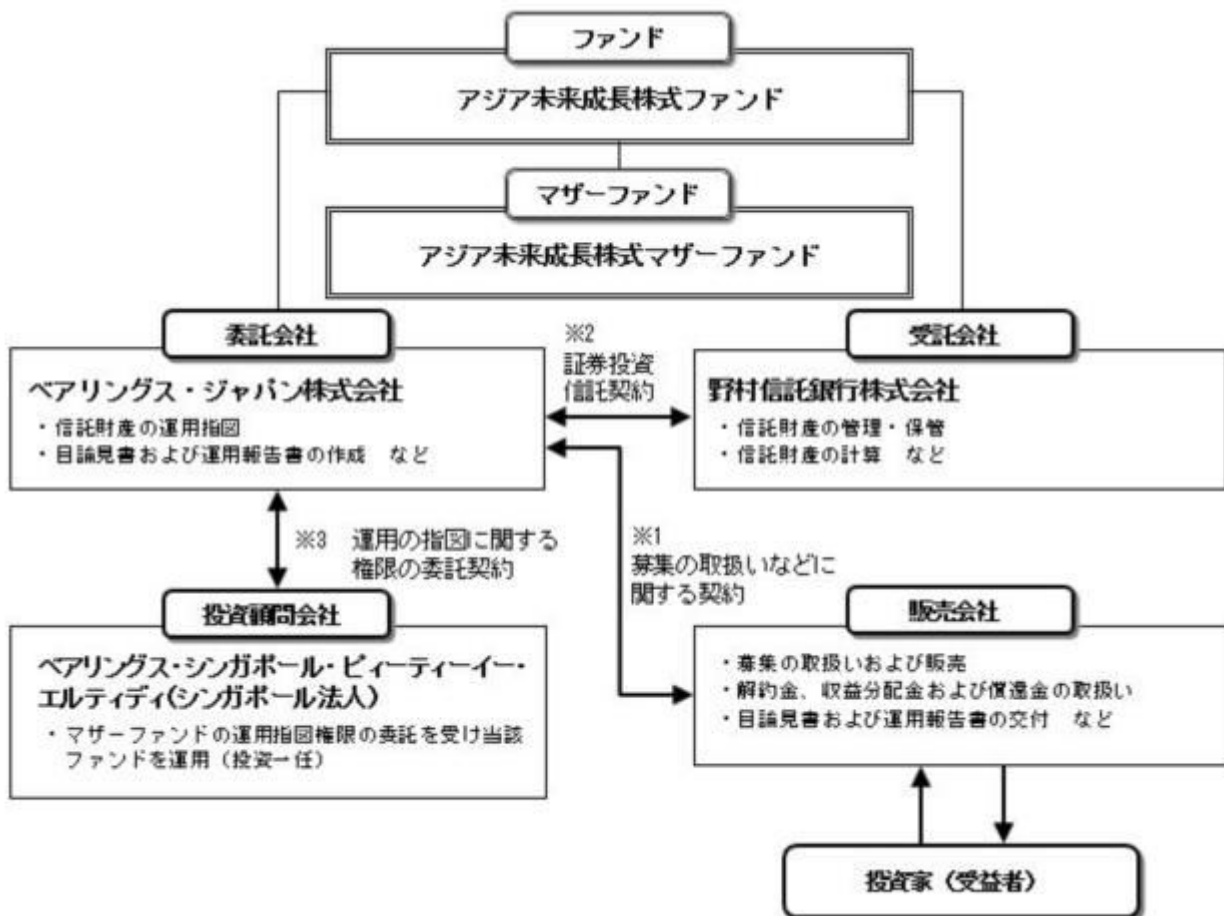 ファンド
アジア未来成長株式ファンド
マザーファンド
アジア未来成長株式マザーファンド
委託会社
ベアリングス・ジャパン株式会社
・信託財産の運用指図
・目論見書および運用報告書の作成 など
※2
証券投資
信託契約
受託会社
野村信託銀行株式会社
・信託財産の管理・保管
・信託財産の計算 など
※3 運用の指図に関する
権限の委託契約
※1
募集の取扱いなどに
関する契約
投資顧問会社
ベアリングス・シンガポール・ピィーティーイー・
エルティディ(シンガポール法人)
・マザーファンドの運用指図権限の委託を受け当該
ファンドを運用（投資一任）
販売会社
・募集の取扱いおよび販売
・解約金、収益分配金および償還金の取扱い
・目論見書および運用報告書の交付 など
投資家（受益者）